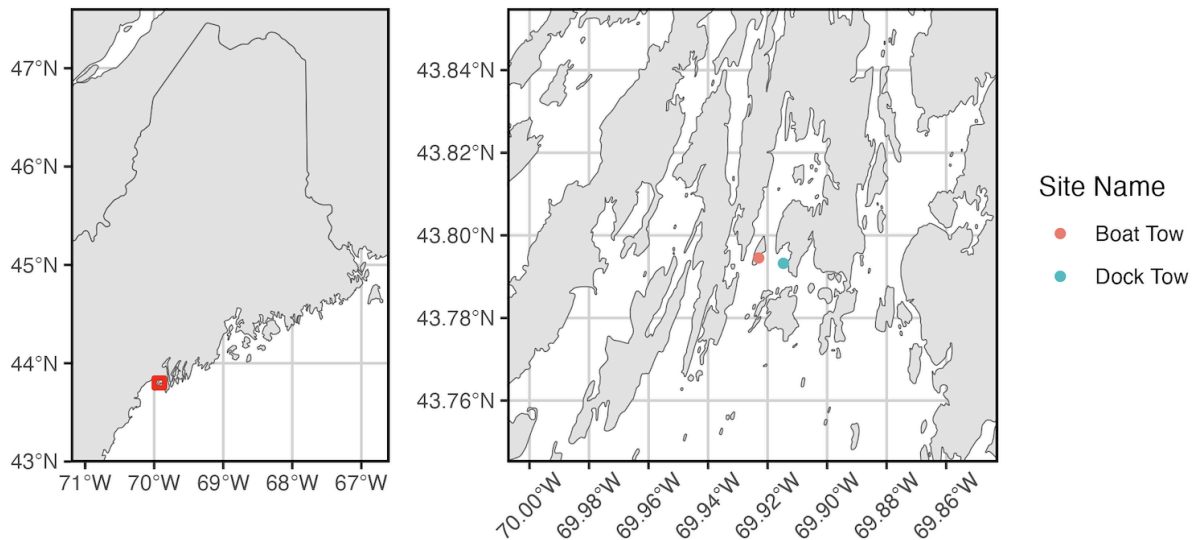 47°N
46°N
45°N
44°N
43°N
71°W 70°W 69°W 68°W 67°W
43.84°N
43.82°N
43.80°N
43.78°N
43.76°N
70.00°W 69.98°W 69.96°W 69.94°W 69.92°W 69.90°W 69.88°W 69.86°W
Site Name
Boat Tow
Dock Tow